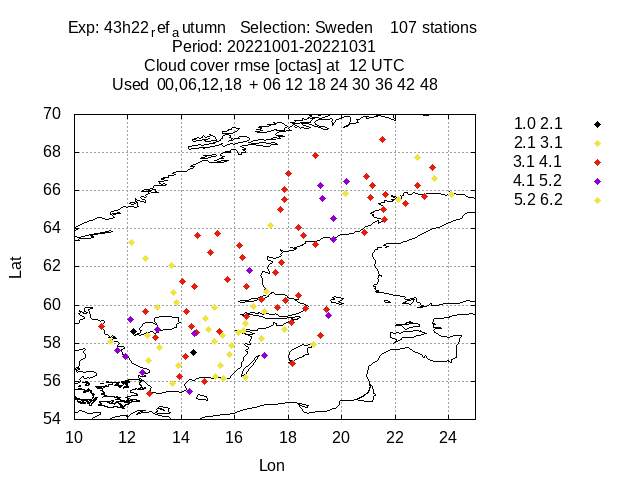 Exp: 43h22refautumn Selection: Sweden 107 stations
Period: 20221001-20221031
Cloud cover rmse [octas] at 12 UTC
Used 00,06,12,18 + 06 12 18 24 30 36 42 48
70
68
66
64
62
60
58
56
54
Lat
10 12 14 16 18 20 22 24
Lon
1.0 2.1
2.1 3.1
3.1 4.1
4.1 5.2
5.2 6.2